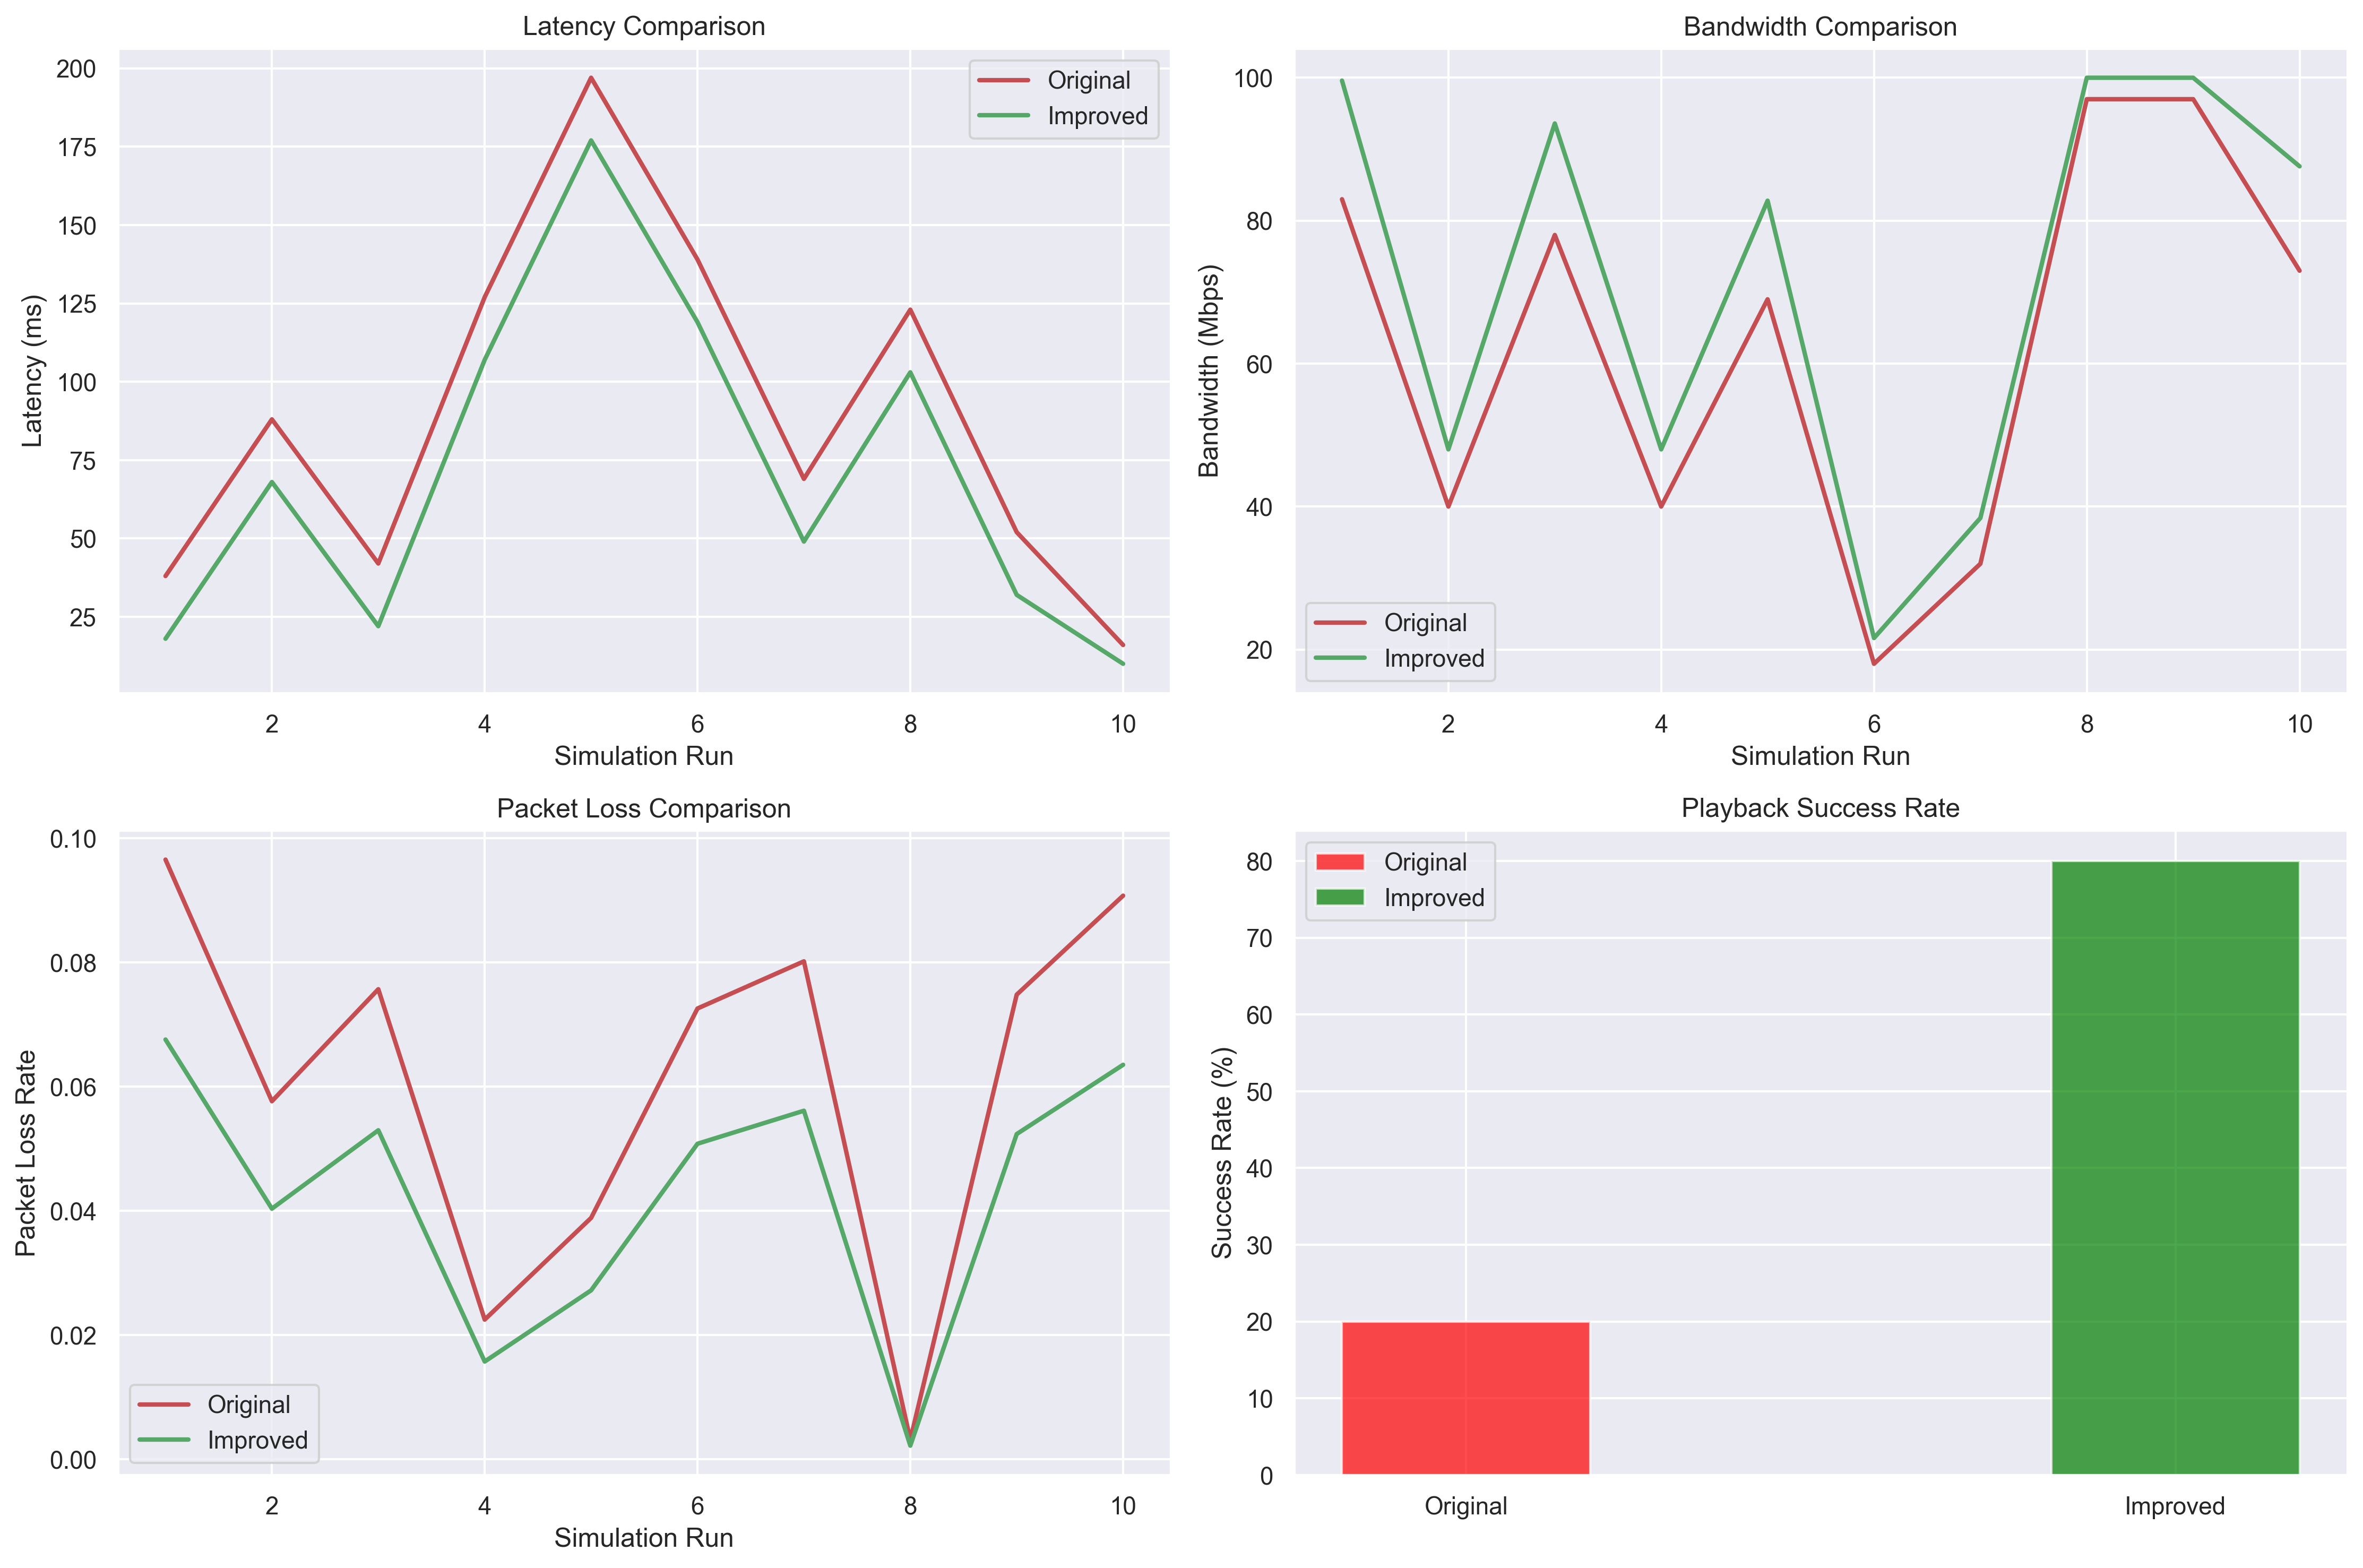 Latency Comparison
200
175
150
125
100
75
50
25
Latency (ms)
Original
Improved
2
4
6
8
10
Simulation Run
Bandwidth Comparison
100
80
60
40
20
Bandwidth (Mbps)
Original
Improved
2
4
6
8
10
Simulation Run
Packet Loss Comparison
0.10
0.08
0.06
0.04
0.02
0.00
Packet Loss Rate
Original
Improved
2
4
6
8
10
Simulation Run
Playback Success Rate
80
70
60
50
40
30
20
10
0
Success Rate (%)
Original
Improved
Original
Improved